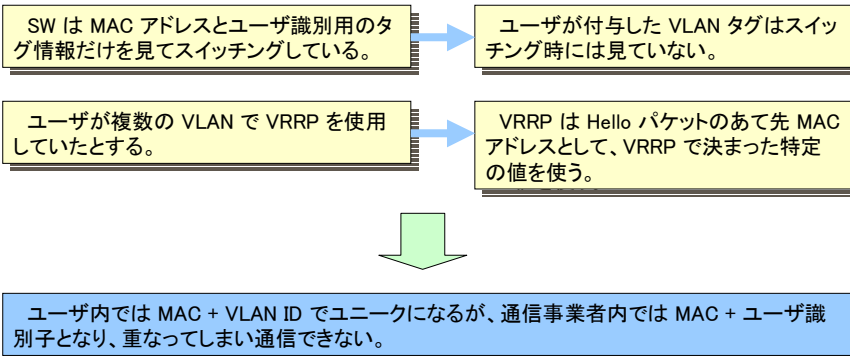 SW は MAC アドレスとユーザ識別用のタ
グ情報だけを見てスイッチングしている。
ユーザが付与した VLAN タグはスイッ
チング時には見ていない。
ユーザが複数の VLAN で VRRP を使用
していたとする。
VRRP は Hello パケットのあて先 MAC
アドレスとして、VRRP で決まった特定
の値を使う。
ユーザ内では MAC + VLAN ID でユニークになるが、通信事業者内では MAC + ユーザ識
別子となり、重なってしまい通信できない。